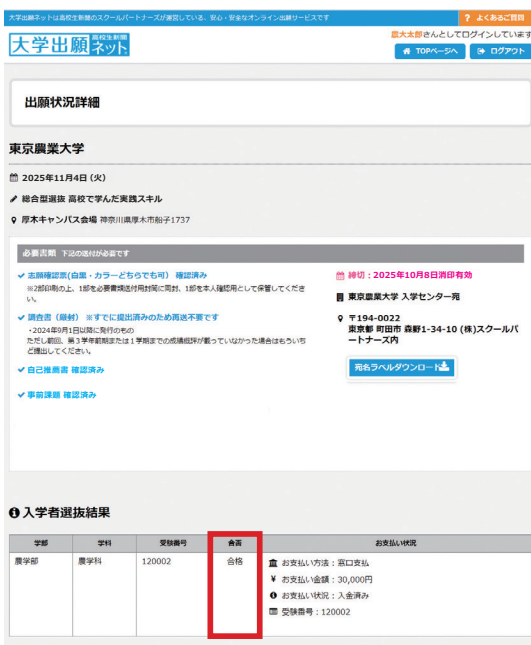 大学出願ネットは高校生新聞のスクールパートナーズが運営している、安心・安全なオンライン出願サービスです
? よくあるご質問
大学出願 高校生新聞 ネット
農大太郎さんとしてログインしています
TOPページへ
ログアウト
出願状況詳細
東京農業大学
2025年11月4日 (火)
総合型選抜 高校で学んだ実践スキル
厚木キャンパス会場 神奈川県厚木市船子1737
必要書類 下記の送付が必要です
志願確認票(白黒・カラーどちらでも可) 確認済み
※2部印刷の上、1部を必要書類送付用封筒に同封、1部を本人確認用として保管してくださ
い。
調査書(厳封) ※すでに提出済みのため再送不要です
・2024年9月1日以降に発行のもの
ただし前回、第3学年前期または1学期までの成績評評が載っていなかった場合はもういち
ど提出してください。
自己推薦書 確認済み
事前課題 確認済み
締切：2025年10月8日消印有効
東京農業大学 入学センター宛
〒194-0022
東京都 町田市 森野1-34-10 (株)スクールパ
ートナーズ内
宛名ラベルダウンロード
入学者選抜結果
学部 学科 受験番号 合否 お支払い状況
農学部 農学科 120002 合格 お支払い方法：窓口支払
¥ お支払い金額：30,000円
お支払い状況：入金済み
受験番号：120002